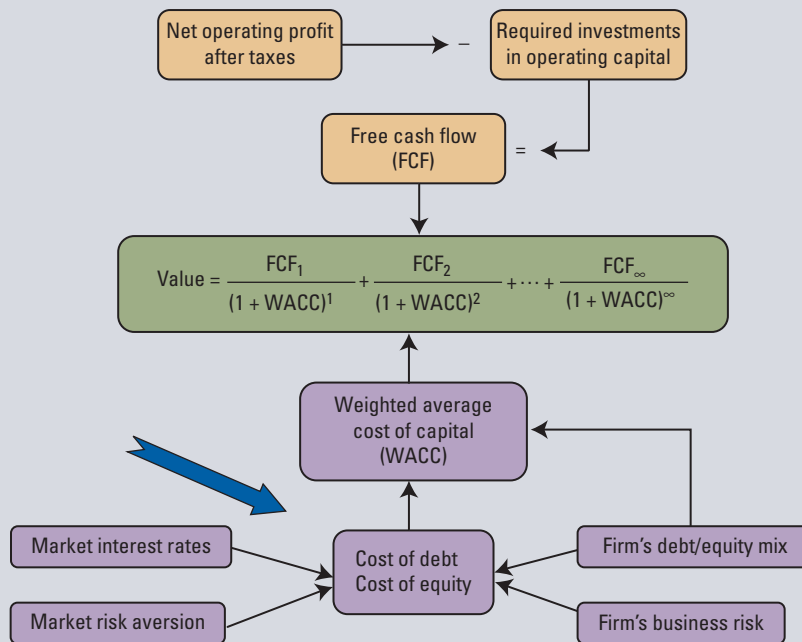 Net operating profit
after taxes
−
Required investments
in operating capital
Free cash flow
(FCF)
=
Value = FCF₁/(1 + WACC)¹ + FCF₂/(1 + WACC)² + ⋯ + FCF∞/(1 + WACC)∞
Weighted average
cost of capital
(WACC)
Market interest rates
Cost of debt
Cost of equity
Firm's debt/equity mix
Market risk aversion
Firm's business risk